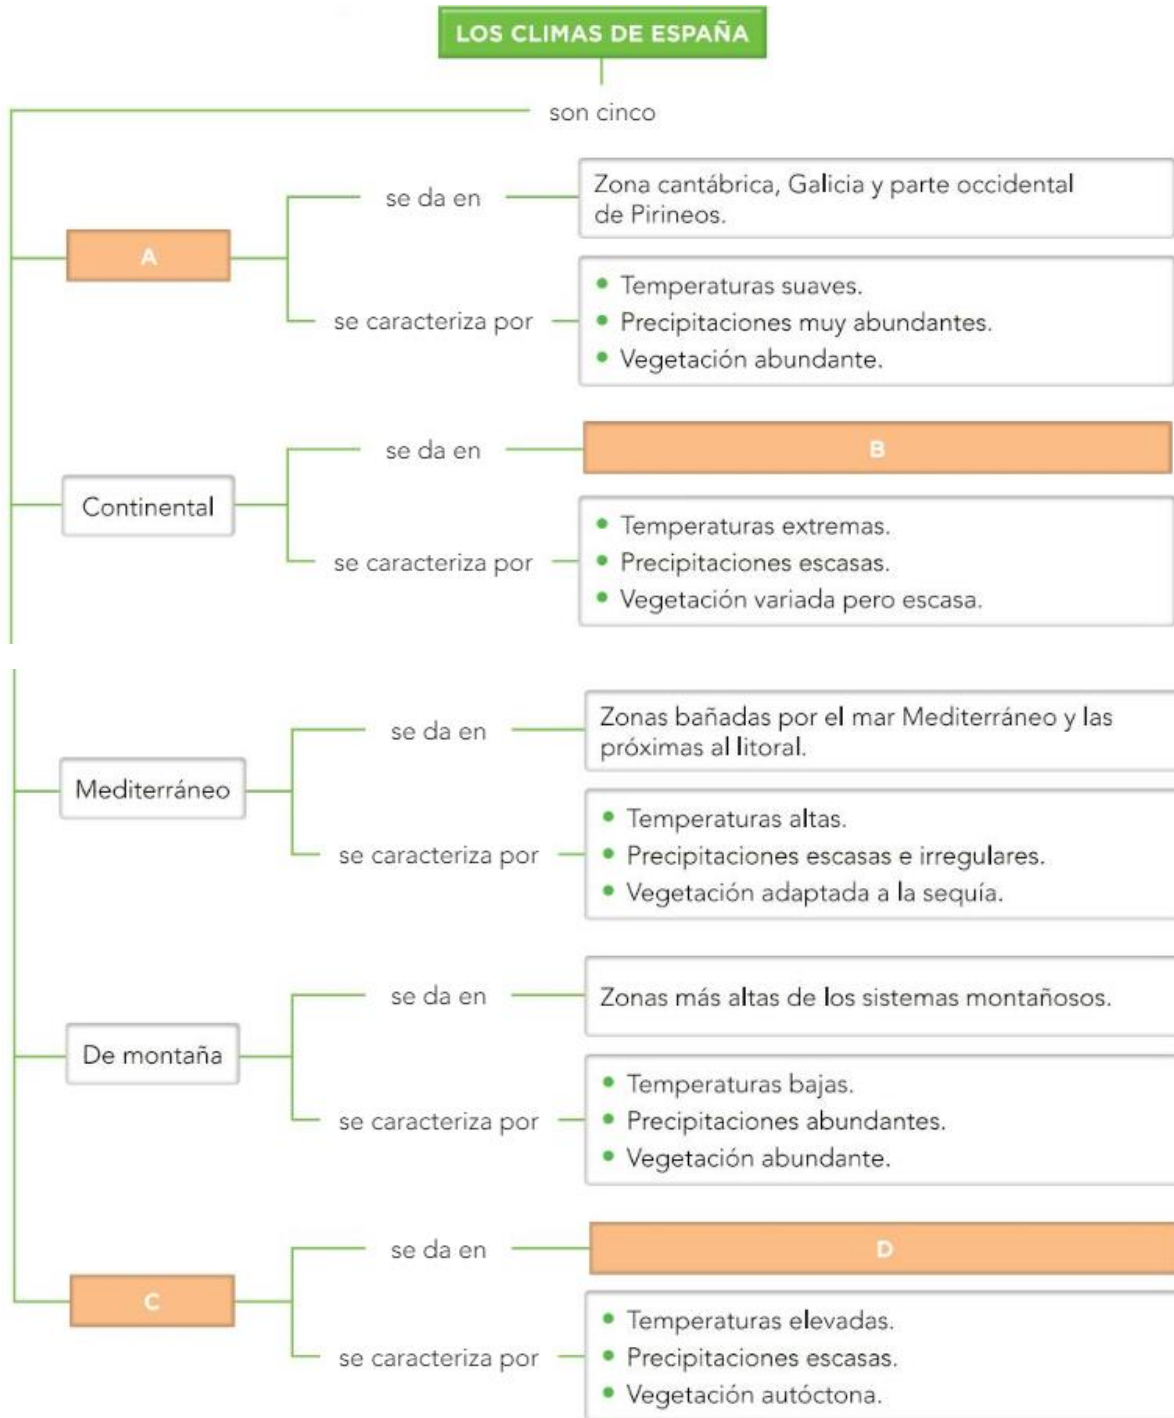 LOS CLIMAS DE ESPAÑA
son cinco
A
se da en
Zona cantábrica, Galicia y parte occidental
de Pirineos.
se caracteriza por
• Temperaturas suaves.
• Precipitaciones muy abundantes.
• Vegetación abundante.
Continental
se da en
B
se caracteriza por
• Temperaturas extremas.
• Precipitaciones escasas.
• Vegetación variada pero escasa.
Mediterráneo
se da en
Zonas bañadas por el mar Mediterráneo y las
próximas al litoral.
se caracteriza por
• Temperaturas altas.
• Precipitaciones escasas e irregulares.
• Vegetación adaptada a la sequía.
De montaña
se da en
Zonas más altas de los sistemas montañosos.
se caracteriza por
• Temperaturas bajas.
• Precipitaciones abundantes.
• Vegetación abundante.
C
se da en
D
se caracteriza por
• Temperaturas elevadas.
• Precipitaciones escasas.
• Vegetación autóctona.